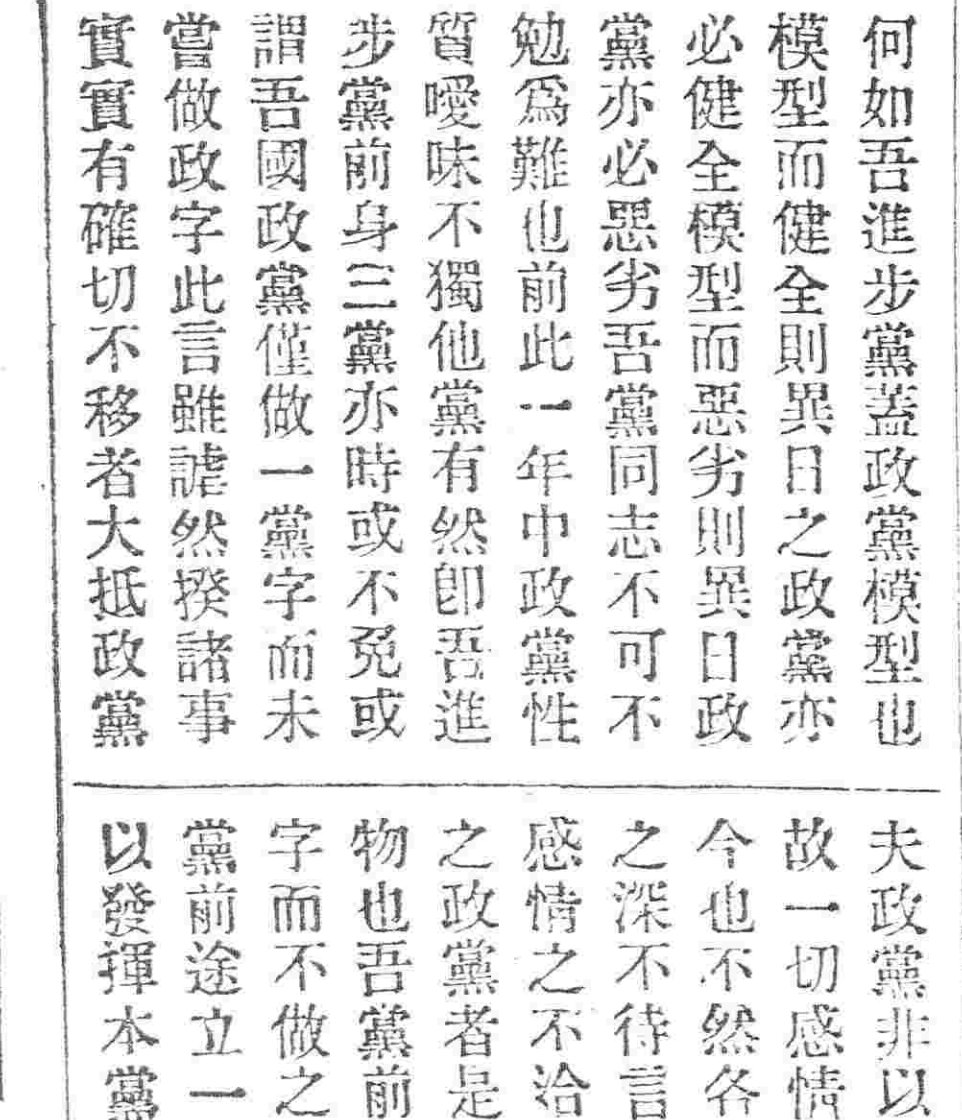 何如吾進步黨蓋政黨模型也
模型而健全則異日之政黨亦
必健全模型而惡劣則異日政
黨亦必惡劣吾黨同志不可不
勉爲難也前此一年中政黨性
質曖昧不獨他黨有然卽吾進
步黨前身三黨亦時或不免或
謂吾國政黨僅做一黨字而未
嘗做政字此言雖謔然揆諸事
實實有確切不移者大抵政黨
夫政黨非以
故一切感情
今也不然各
之深不待言
感情之不洽
之政黨者是
物也吾黨前
字而不做之
黨前途立一
以發揮本黨